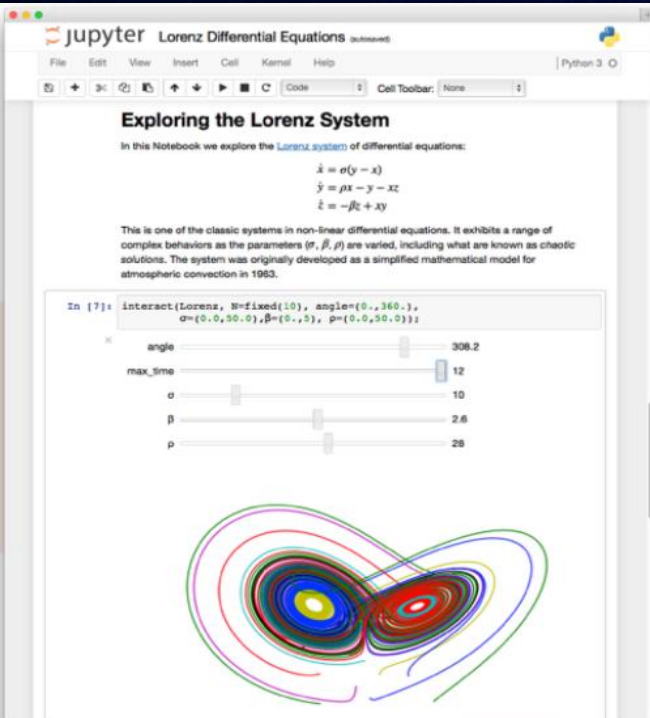 jupyter Lorenz Differential Equations (autosaved)
File Edit View Insert Cell Kernel Help Python 3 O
Code Cell Toolbar: None
Exploring the Lorenz System
In this Notebook we explore the Lorenz system of differential equations:
ẋ = σ(y − x)
ẏ = ρx − y − xz
ż = −βz + xy
This is one of the classic systems in non-linear differential equations. It exhibits a range of
complex behaviors as the parameters (σ, β, ρ) are varied, including what are known as chaotic
solutions. The system was originally developed as a simplified mathematical model for
atmospheric convection in 1963.
In [7]: interact(Lorenz, N=fixed(10), angle=(0.,360.),
σ=(0.0,50.0),β=(0.,5), ρ=(0.0,50.0));
angle 308.2
max_time 12
σ 10
β 2.6
ρ 28